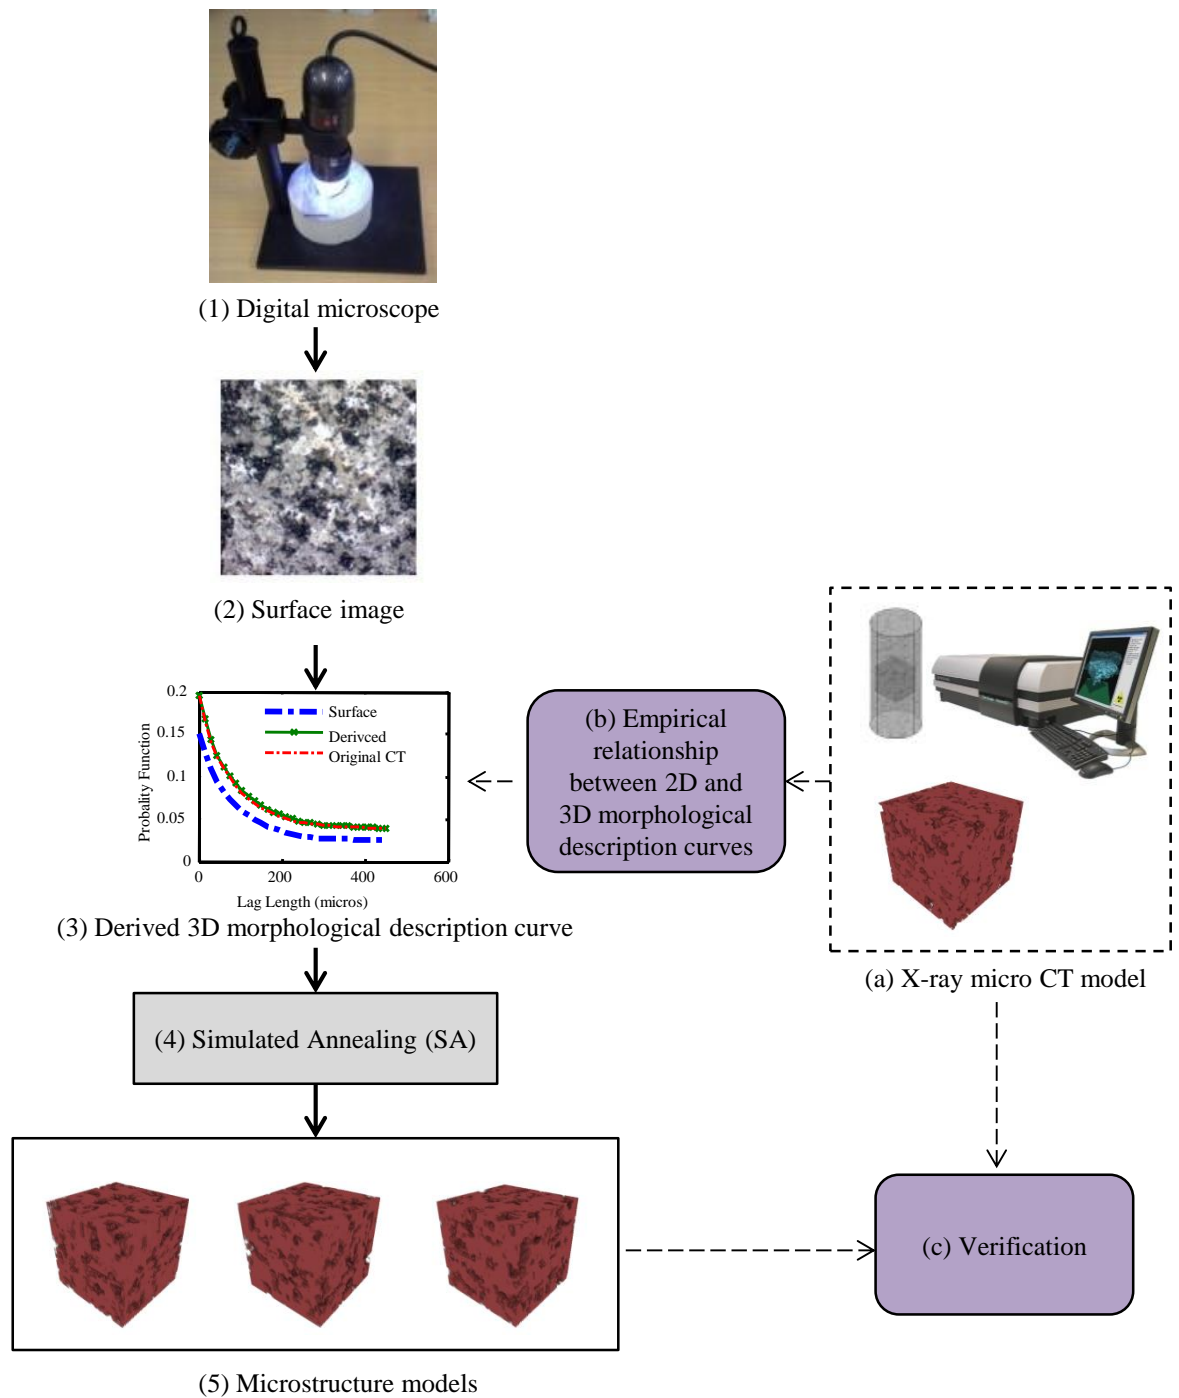 (1) Digital microscope
(2) Surface image
0.2
0.15
0.1
0.05
0
Probality Function
Surface
Derivced
Original CT
0
200
400
600
Lag Length (micros)
(3) Derived 3D morphological description curve
(b) Empirical
relationship
between 2D and
3D morphological
description curves
(a) X-ray micro CT model
(4) Simulated Annealing (SA)
(c) Verification
(5) Microstructure models